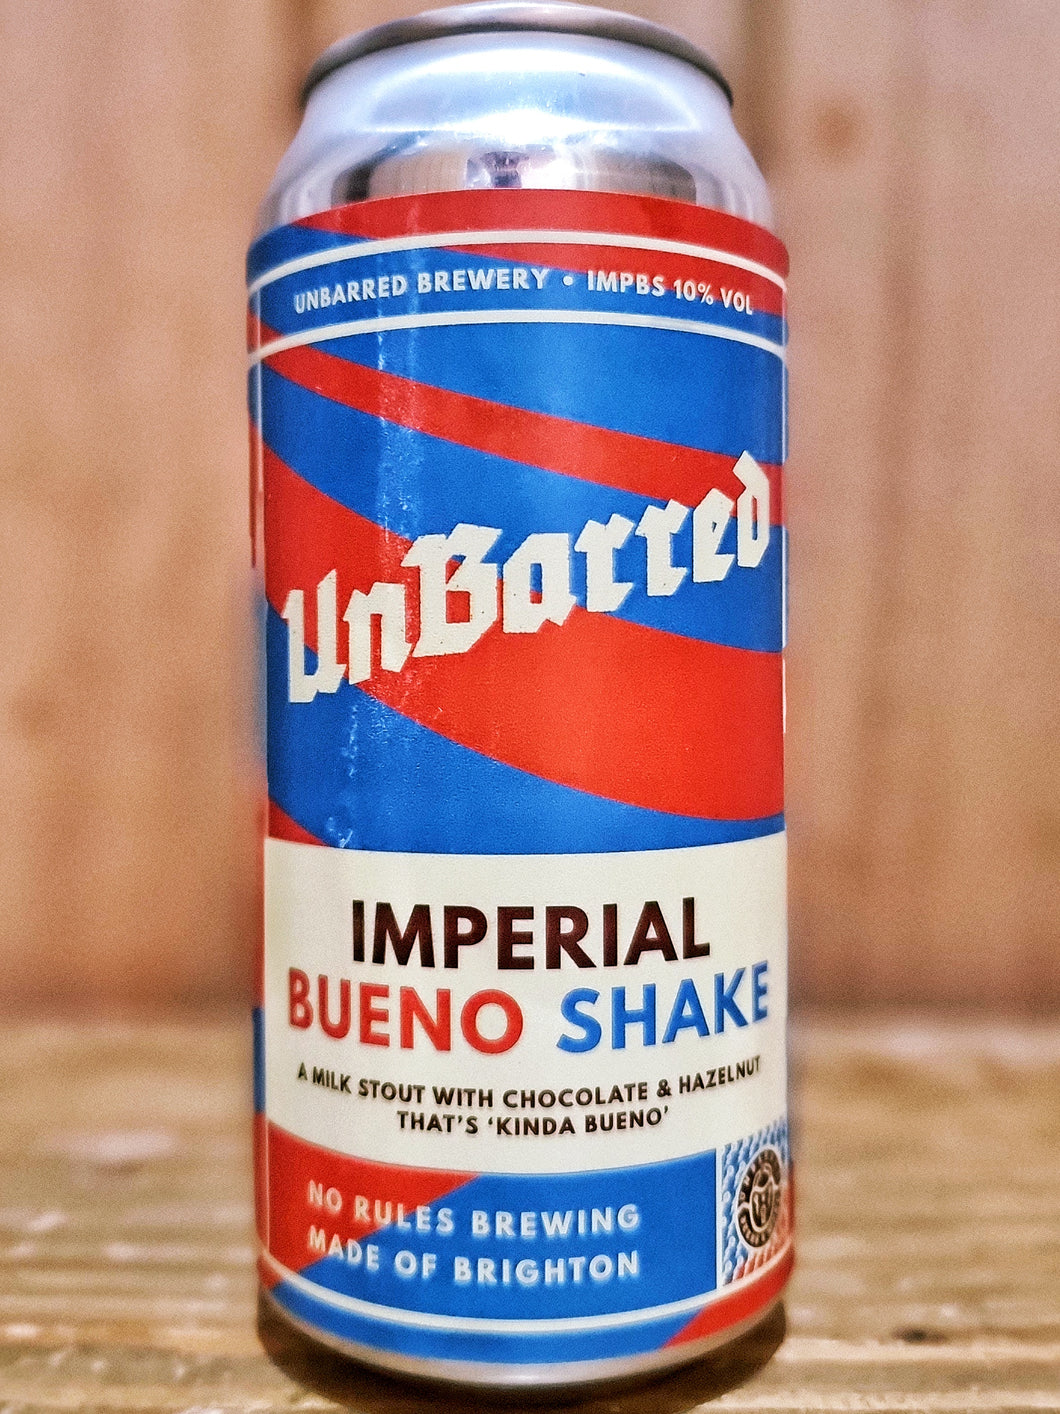 UNBARRED BREWERY • IMPBS 10% VOL
UnBarred
IMPERIAL
BUENO SHAKE
A MILK STOUT WITH CHOCOLATE & HAZELNUT
THAT'S 'KINDA BUENO'
NO RULES BREWING
MADE OF BRIGHTON